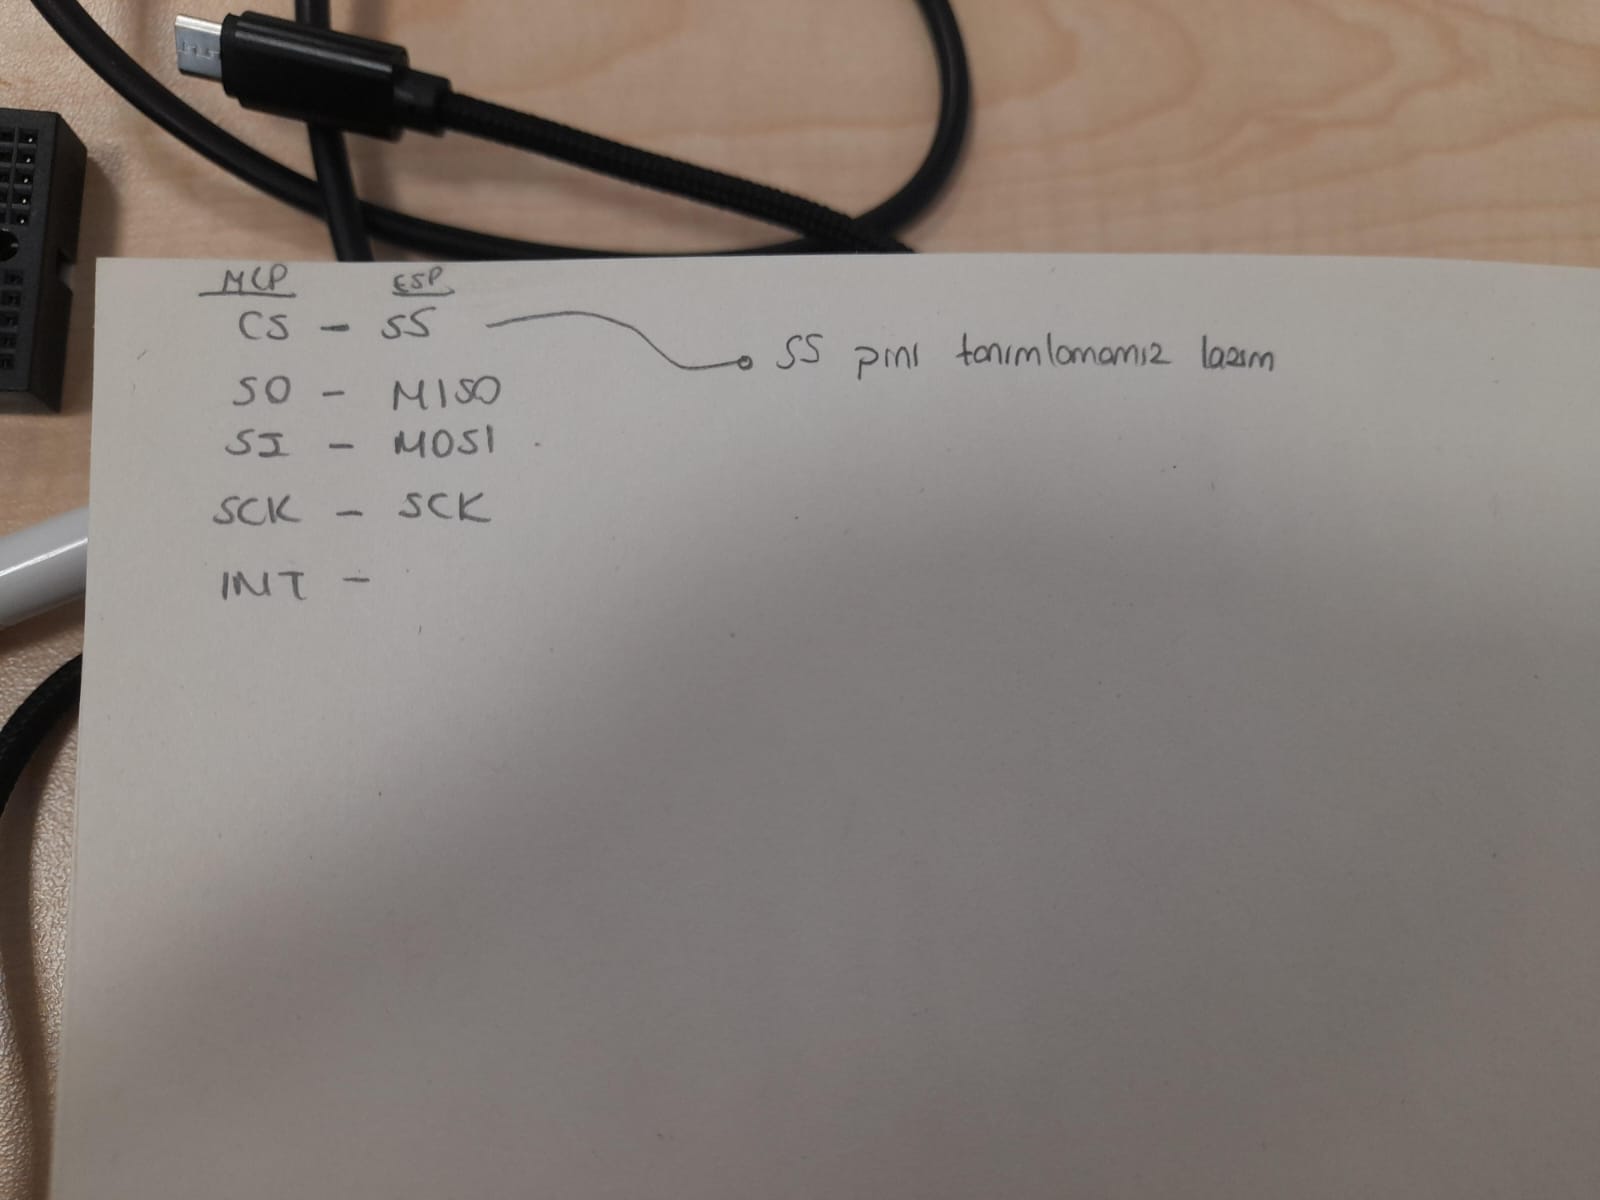 MCP ESP
CS - SS
SS pini tanımlamamız lazım
SO - MISO
SI - MOSI
SCK - SCK
INT -